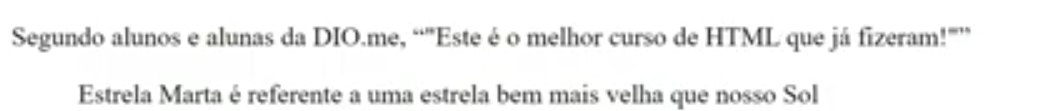 Segundo alunos e alunas da DIO.me, “"Este é o melhor curso de HTML que já fizeram!"”
Estrela Marta é referente a uma estrela bem mais velha que nosso Sol